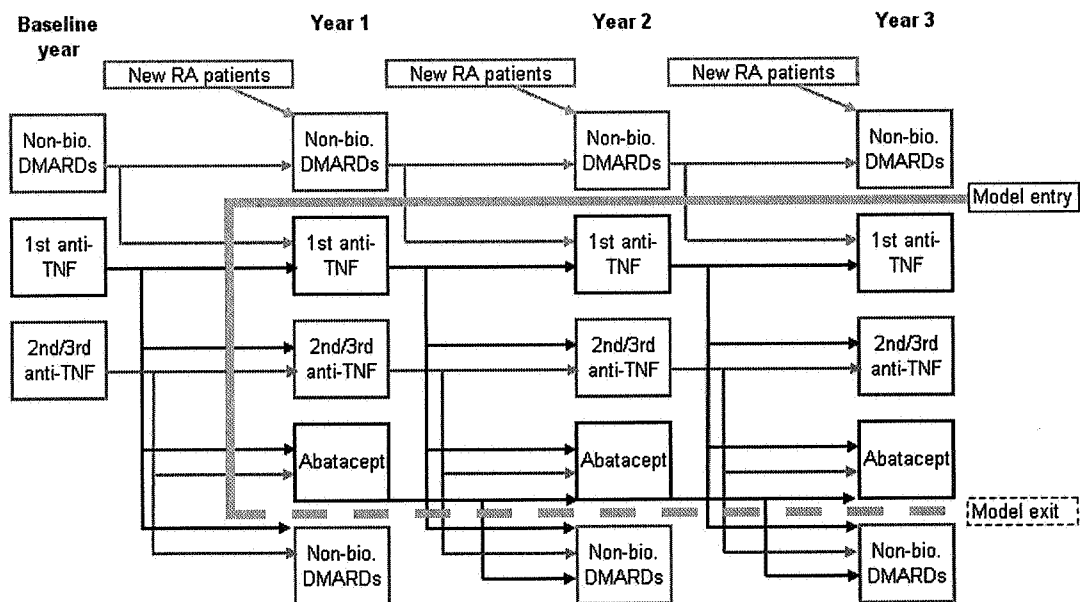 Baseline
year
Year 1
Year 2
Year 3
New RA patients
New RA patients
New RA patients
Non-bio.
DMARDs
Non-bio.
DMARDs
Non-bio.
DMARDs
Non-bio.
DMARDs
Model entry
1st anti-
TNF
1st anti-
TNF
1st anti-
TNF
1st anti-
TNF
2nd/3rd
anti-TNF
2nd/3rd
anti-TNF
2nd/3rd
anti-TNF
2nd/3rd
anti-TNF
Abatacept
Abatacept
Abatacept
Model exit
Non-bio.
DMARDs
Non-bio.
DMARDs
Non-bio.
DMARDs